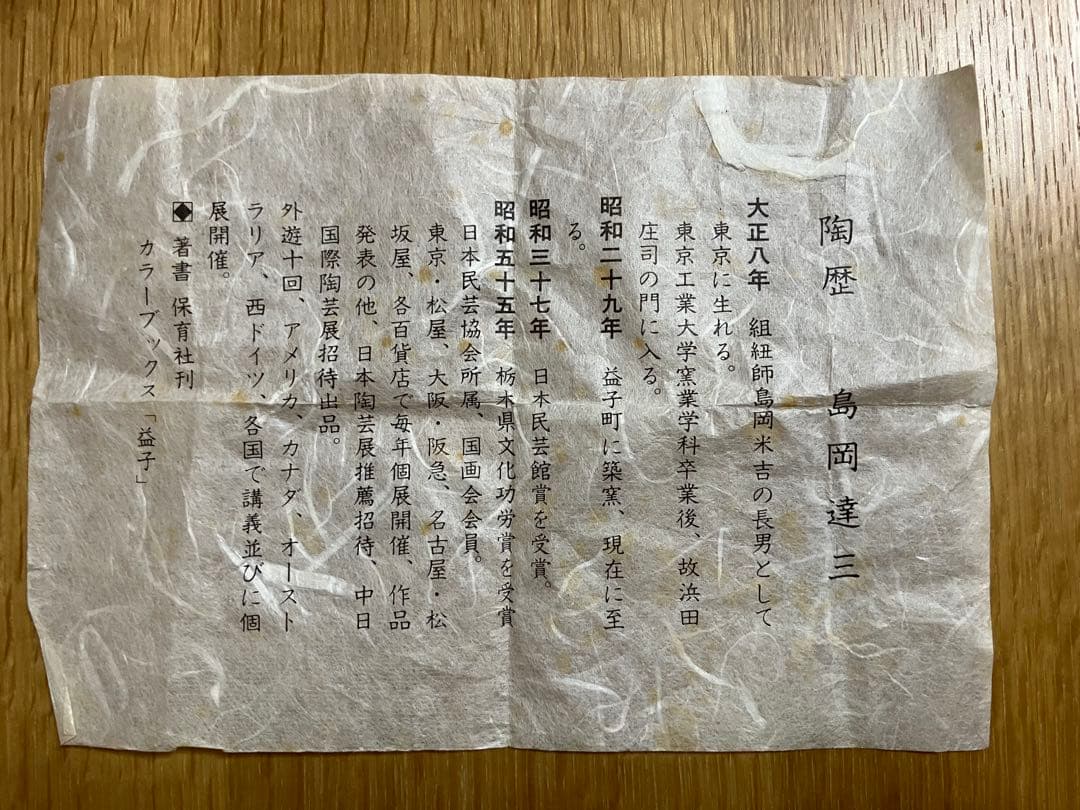 陶歴 島岡達三
大正八年 組紐師島岡米吉の長男として
東京に生れる。
東京工業大学窯業学科卒業後、故浜田
庄司の門に入る。
昭和二十九年 益子町に築窯、現在に至
る。
昭和三十七年 日本民芸館賞を受賞。
昭和五十五年 栃木県文化功労賞を受賞
日本民芸協会所属、国画会会員。
東京・松屋、大阪・阪急、名古屋・松
坂屋、各百貨店で毎年個展開催、作品
発表の他、日本陶芸展推薦招待、中日
国際陶芸展招待出品。
外遊十回、アメリカ、カナダ、オースト
ラリア、西ドイツ、各国で講義並びに個
展開催。
◆ 著書 保育社刊
カラーブックス「益子」